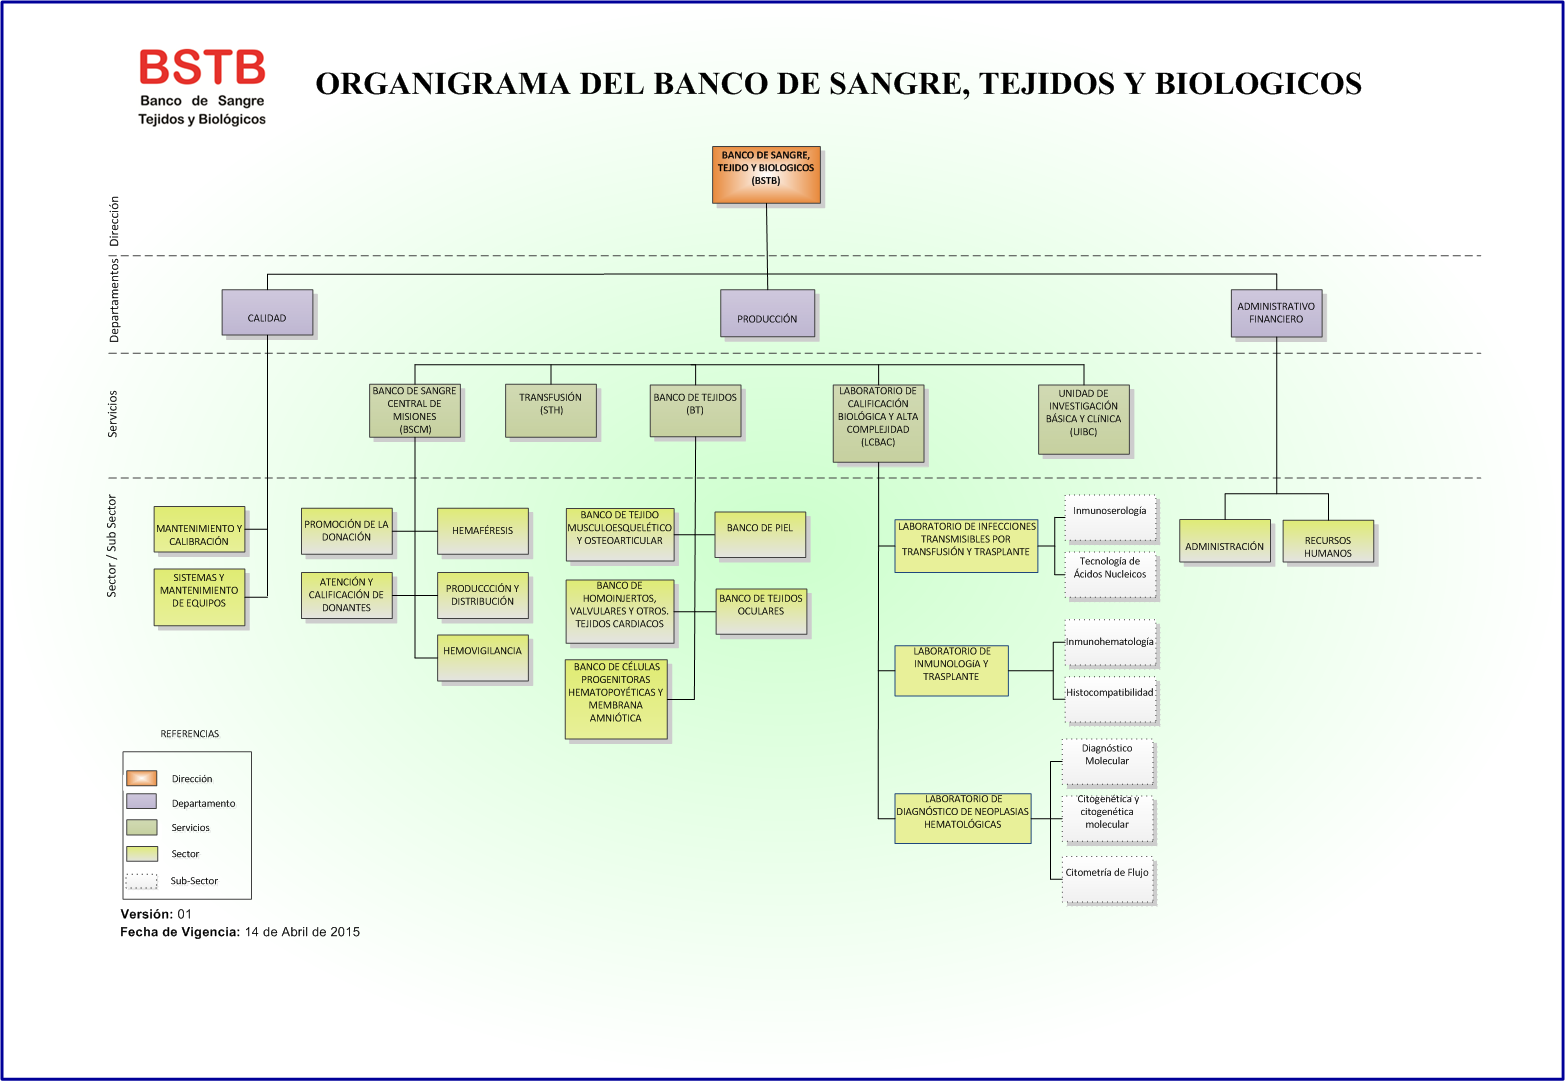 BSTB
Banco de Sangre
Tejidos y Biológicos
ORGANIGRAMA DEL BANCO DE SANGRE, TEJIDOS Y BIOLOGICOS
BANCO DE SANGRE,
TEJIDO Y BIOLOGICOS
(BSTB)
Dirección
Departamentos
CALIDAD
PRODUCCIÓN
ADMINISTRATIVO
FINANCIERO
Servicios
BANCO DE SANGRE
CENTRAL DE
MISIONES
(BSCM)
TRANSFUSIÓN
(STH)
BANCO DE TEJIDOS
(BT)
LABORATORIO DE
CALIFICACIÓN
BIOLÓGICA Y ALTA
COMPLEJIDAD
(LCBAC)
UNIDAD DE
INVESTIGACIÓN
BÁSICA Y CLíNICA
(UIBC)
Sector / Sub Sector
MANTENIMIENTO Y
CALIBRACIÓN
SISTEMAS Y
MANTENIMIENTO
DE EQUIPOS
PROMOCIÓN DE LA
DONACIÓN
HEMAFÉRESIS
ATENCIÓN Y
CALIFICACIÓN DE
DONANTES
PRODUCCCIÓN Y
DISTRIBUCIÓN
HEMOVIGILANCIA
BANCO DE TEJIDO
MUSCULOESQUELÉTICO
Y OSTEOARTICULAR
BANCO DE PIEL
BANCO DE
HOMOINJERTOS,
VALVULARES Y OTROS.
TEJIDOS CARDIACOS
BANCO DE TEJIDOS
OCULARES
BANCO DE CÉLULAS
PROGENITORAS
HEMATOPOYÉTICAS Y
MEMBRANA
AMNIÓTICA
LABORATORIO DE INFECCIONES
TRANSMISIBLES POR
TRANSFUSIÓN Y TRASPLANTE
Inmunoserología
Tecnología de
Ácidos Nucleicos
LABORATORIO DE
INMUNOLOGíA Y
TRASPLANTE
Inmunohematología
Histocompatibilidad
LABORATORIO DE
DIAGNÓSTICO DE NEOPLASIAS
HEMATOLÓGICAS
Diagnóstico
Molecular
Citogenética y
citogenética
molecular
Citometría de Flujo
ADMINISTRACIÓN
RECURSOS
HUMANOS
REFERENCIAS
Dirección
Departamento
Servicios
Sector
Sub-Sector
Versión: 01
Fecha de Vigencia: 14 de Abril de 2015